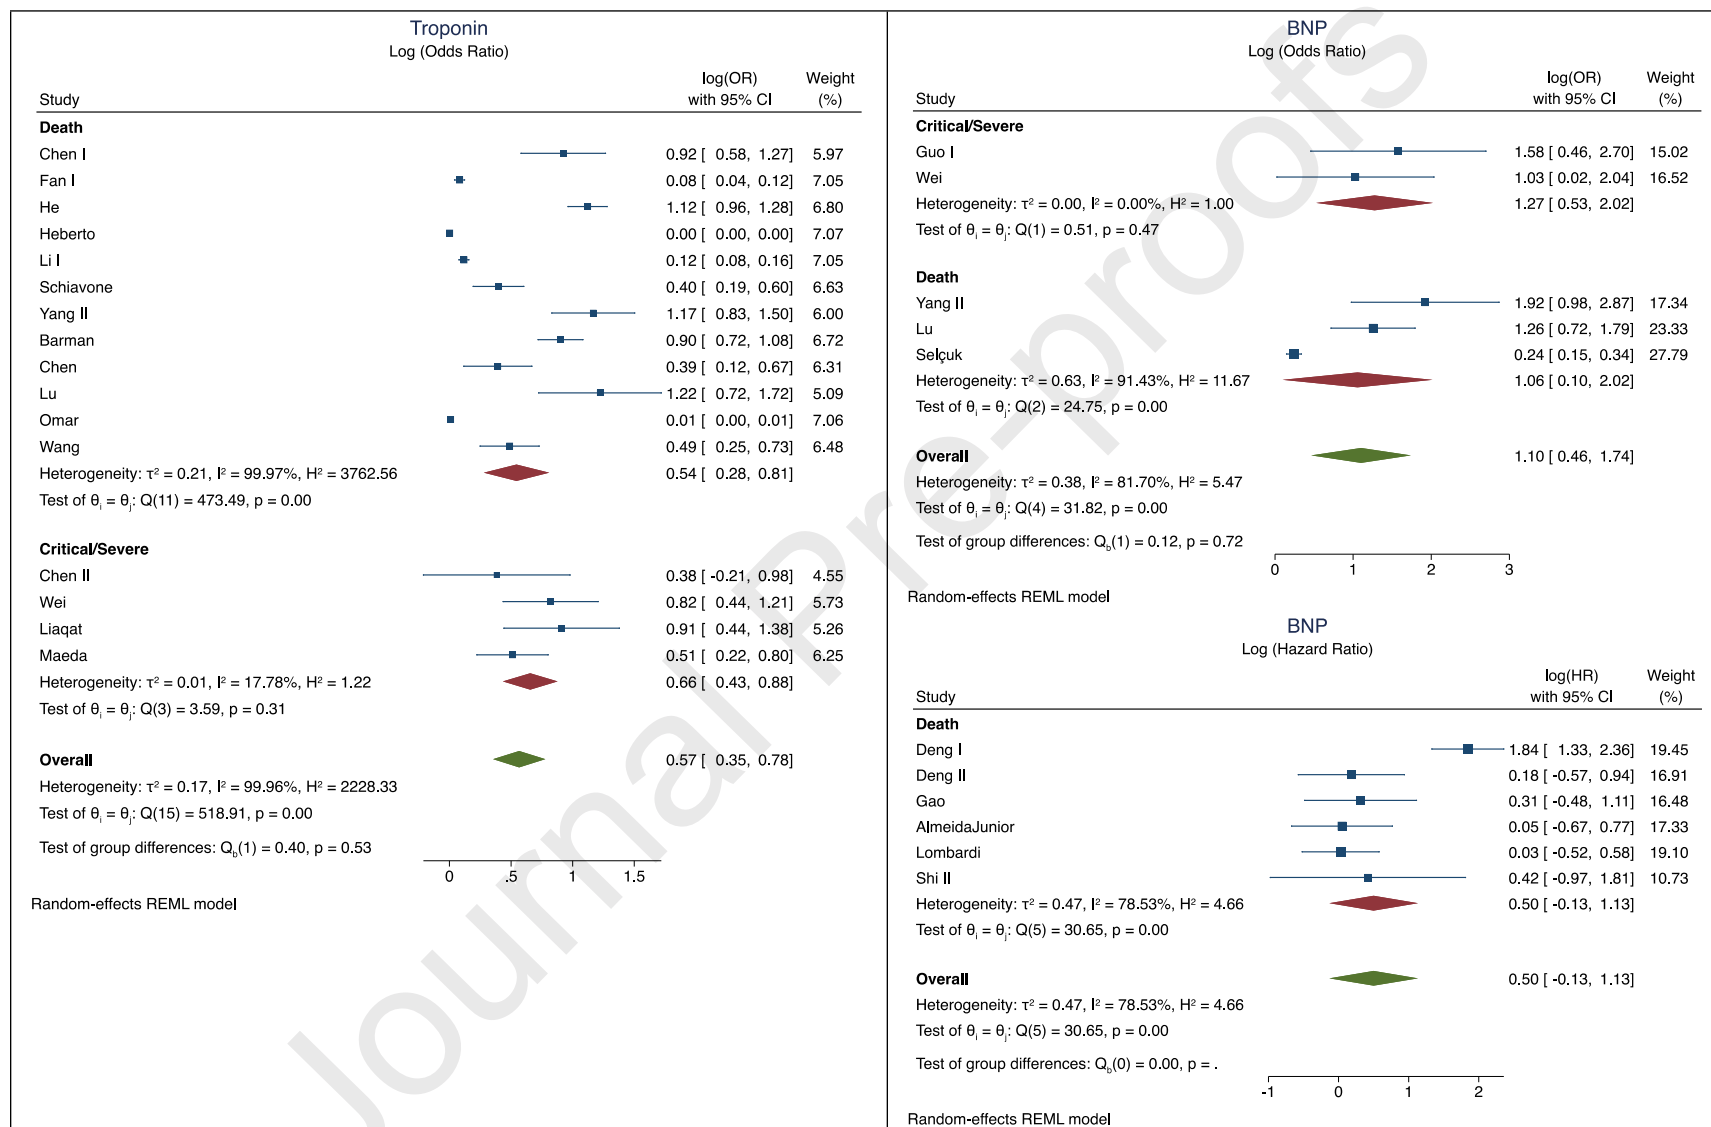 Troponin
Log (Odds Ratio)
log(OR) Weight
Study with 95% CI (%)
Death
Chen I 0.92 [ 0.58, 1.27] 5.97
Fan I 0.08 [ 0.04, 0.12] 7.05
He 1.12 [ 0.96, 1.28] 6.80
Heberto 0.00 [ 0.00, 0.00] 7.07
Li I 0.12 [ 0.08, 0.16] 7.05
Schiavone 0.40 [ 0.19, 0.60] 6.63
Yang II 1.17 [ 0.83, 1.50] 6.00
Barman 0.90 [ 0.72, 1.08] 6.72
Chen 0.39 [ 0.12, 0.67] 6.31
Lu 1.22 [ 0.72, 1.72] 5.09
Omar 0.01 [ 0.00, 0.01] 7.06
Wang 0.49 [ 0.25, 0.73] 6.48
Heterogeneity: τ² = 0.21, I² = 99.97%, H² = 3762.56 0.54 [ 0.28, 0.81]
Test of θᵢ = θⱼ: Q(11) = 473.49, p = 0.00
Critical/Severe
Chen II 0.38 [ -0.21, 0.98] 4.55
Wei 0.82 [ 0.44, 1.21] 5.73
Liaqat 0.91 [ 0.44, 1.38] 5.26
Maeda 0.51 [ 0.22, 0.80] 6.25
Heterogeneity: τ² = 0.01, I² = 17.78%, H² = 1.22 0.66 [ 0.43, 0.88]
Test of θᵢ = θⱼ: Q(3) = 3.59, p = 0.31
Overall 0.57 [ 0.35, 0.78]
Heterogeneity: τ² = 0.17, I² = 99.96%, H² = 2228.33
Test of θᵢ = θⱼ: Q(15) = 518.91, p = 0.00
Test of group differences: Q_b(1) = 0.40, p = 0.53
0 .5 1 1.5
Random-effects REML model
BNP
Log (Odds Ratio)
log(OR) Weight
Study with 95% CI (%)
Critical/Severe
Guo I 1.58 [ 0.46, 2.70] 15.02
Wei 1.03 [ 0.02, 2.04] 16.52
Heterogeneity: τ² = 0.00, I² = 0.00%, H² = 1.00 1.27 [ 0.53, 2.02]
Test of θᵢ = θⱼ: Q(1) = 0.51, p = 0.47
Death
Yang II 1.92 [ 0.98, 2.87] 17.34
Lu 1.26 [ 0.72, 1.79] 23.33
Selçuk 0.24 [ 0.15, 0.34] 27.79
Heterogeneity: τ² = 0.63, I² = 91.43%, H² = 11.67 1.06 [ 0.10, 2.02]
Test of θᵢ = θⱼ: Q(2) = 24.75, p = 0.00
Overall 1.10 [ 0.46, 1.74]
Heterogeneity: τ² = 0.38, I² = 81.70%, H² = 5.47
Test of θᵢ = θⱼ: Q(4) = 31.82, p = 0.00
Test of group differences: Q_b(1) = 0.12, p = 0.72
0 1 2 3
Random-effects REML model
BNP
Log (Hazard Ratio)
log(HR) Weight
Study with 95% CI (%)
Death
Deng I 1.84 [ 1.33, 2.36] 19.45
Deng II 0.18 [ -0.57, 0.94] 16.91
Gao 0.31 [ -0.48, 1.11] 16.48
AlmeidaJunior 0.05 [ -0.67, 0.77] 17.33
Lombardi 0.03 [ -0.52, 0.58] 19.10
Shi II 0.42 [ -0.97, 1.81] 10.73
Heterogeneity: τ² = 0.47, I² = 78.53%, H² = 4.66 0.50 [ -0.13, 1.13]
Test of θᵢ = θⱼ: Q(5) = 30.65, p = 0.00
Overall 0.50 [ -0.13, 1.13]
Heterogeneity: τ² = 0.47, I² = 78.53%, H² = 4.66
Test of θᵢ = θⱼ: Q(5) = 30.65, p = 0.00
Test of group differences: Q_b(0) = 0.00, p = .
-1 0 1 2
Random-effects REML model
Journal Pre-proofs